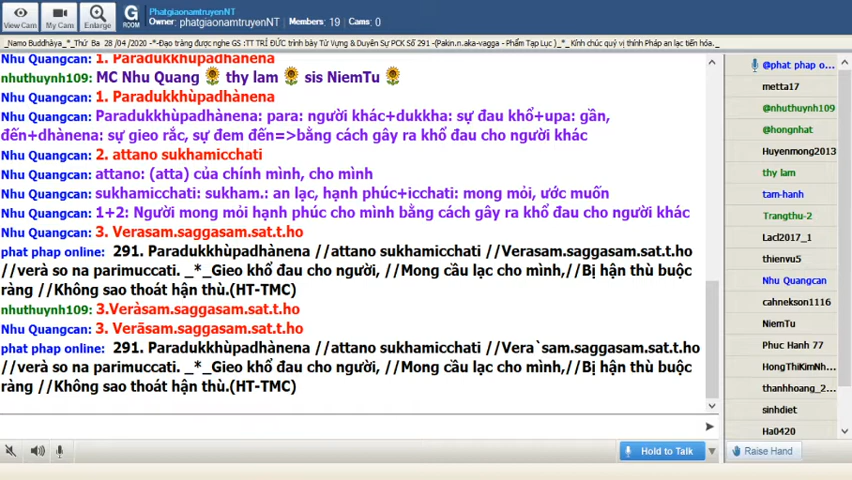 View Cam
My Cam
Enlarge
G
ROOM
PhatgiaonamtruyenNT
Owner: phatgiaonamtruyenNT Members: 19 Cams: 0
_Namo Buddhàya_*_Thứ Ba 28 /04 /2020 -*-Đạo tràng được nghe GS :TT TRÍ ĐỨC trình bày Từ Vựng & Duyên Sự PCK Số 291 -(Pakin.n.aka-vagga - Phẩm Tạp Lục )_*_ Kính chúc quý vị thính Pháp an lạc tiến hóa._
Nhu Quangcan: 1. Paradukkhùpadhànena
nhuthuynh109: MC Nhu Quang 🌻 thy lam 🌻 sis NiemTu 🌻
Nhu Quangcan: 1. Paradukkhùpadhànena
Nhu Quangcan: Paradukkhùpadhànena: para: người khác+dukkha: sự đau khổ+upa: gần,
đến+dhànena: sự gieo rắc, sự đem đến=>bằng cách gây ra khổ đau cho người khác
Nhu Quangcan: 2. attano sukhamicchati
Nhu Quangcan: attano: (atta) của chính mình, cho mình
Nhu Quangcan: sukhamicchati: sukham.: an lạc, hạnh phúc+icchati: mong mỏi, ước muốn
Nhu Quangcan: 1+2: Người mong mỏi hạnh phúc cho mình bằng cách gây ra khổ đau cho người khác
Nhu Quangcan: 3. Verasam.saggasam.sat.t.ho
phat phap online: 291. Paradukkhùpadhànena //attano sukhamicchati //Verasam.saggasam.sat.t.ho
//verà so na parimuccati. _*_Gieo khổ đau cho người, //Mong cầu lạc cho mình,//Bị hận thù buộc
ràng //Không sao thoát hận thù.(HT-TMC)
nhuthuynh109: 3.Veràsam.saggasam.sat.t.ho
Nhu Quangcan: 3. Verāsam.saggasam.sat.t.ho
phat phap online: 291. Paradukkhùpadhànena //attano sukhamicchati //Vera`sam.saggasam.sat.t.ho
//verà so na parimuccati. _*_Gieo khổ đau cho người, //Mong cầu lạc cho mình,//Bị hận thù buộc
ràng //Không sao thoát hận thù.(HT-TMC)
@phat phap o...
metta17
@nhuthuynh109
@hongnhat
Huyenmong2013
thy lam
tam-hanh
Trangthu-2
Lacl2017_1
thienvu5
Nhu Quangcan
cahnekson1116
NiemTu
Phuc Hanh 77
HongThiKimNh...
thanhhoang_2...
sinhdiet
Ha0420
Hold to Talk
Raise Hand